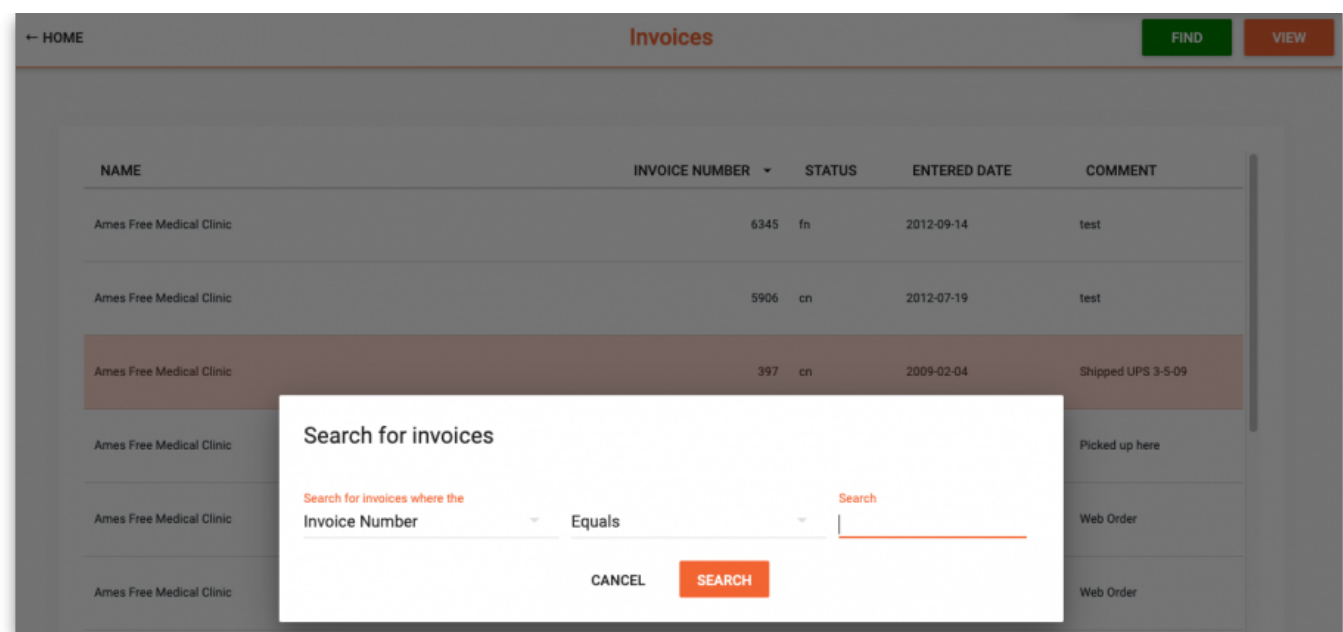 ← HOME Invoices FIND VIEW
NAME INVOICE NUMBER STATUS ENTERED DATE COMMENT
Ames Free Medical Clinic 6345 fn 2012-09-14 test
Ames Free Medical Clinic 5906 cn 2012-07-19 test
Ames Free Medical Clinic 397 cn 2009-02-04 Shipped UPS 3-5-09
Ames Free Medical Clinic Picked up here
Ames Free Medical Clinic Web Order
Ames Free Medical Clinic Web Order
Search for invoices
Search for invoices where the Search
Invoice Number Equals
CANCEL SEARCH